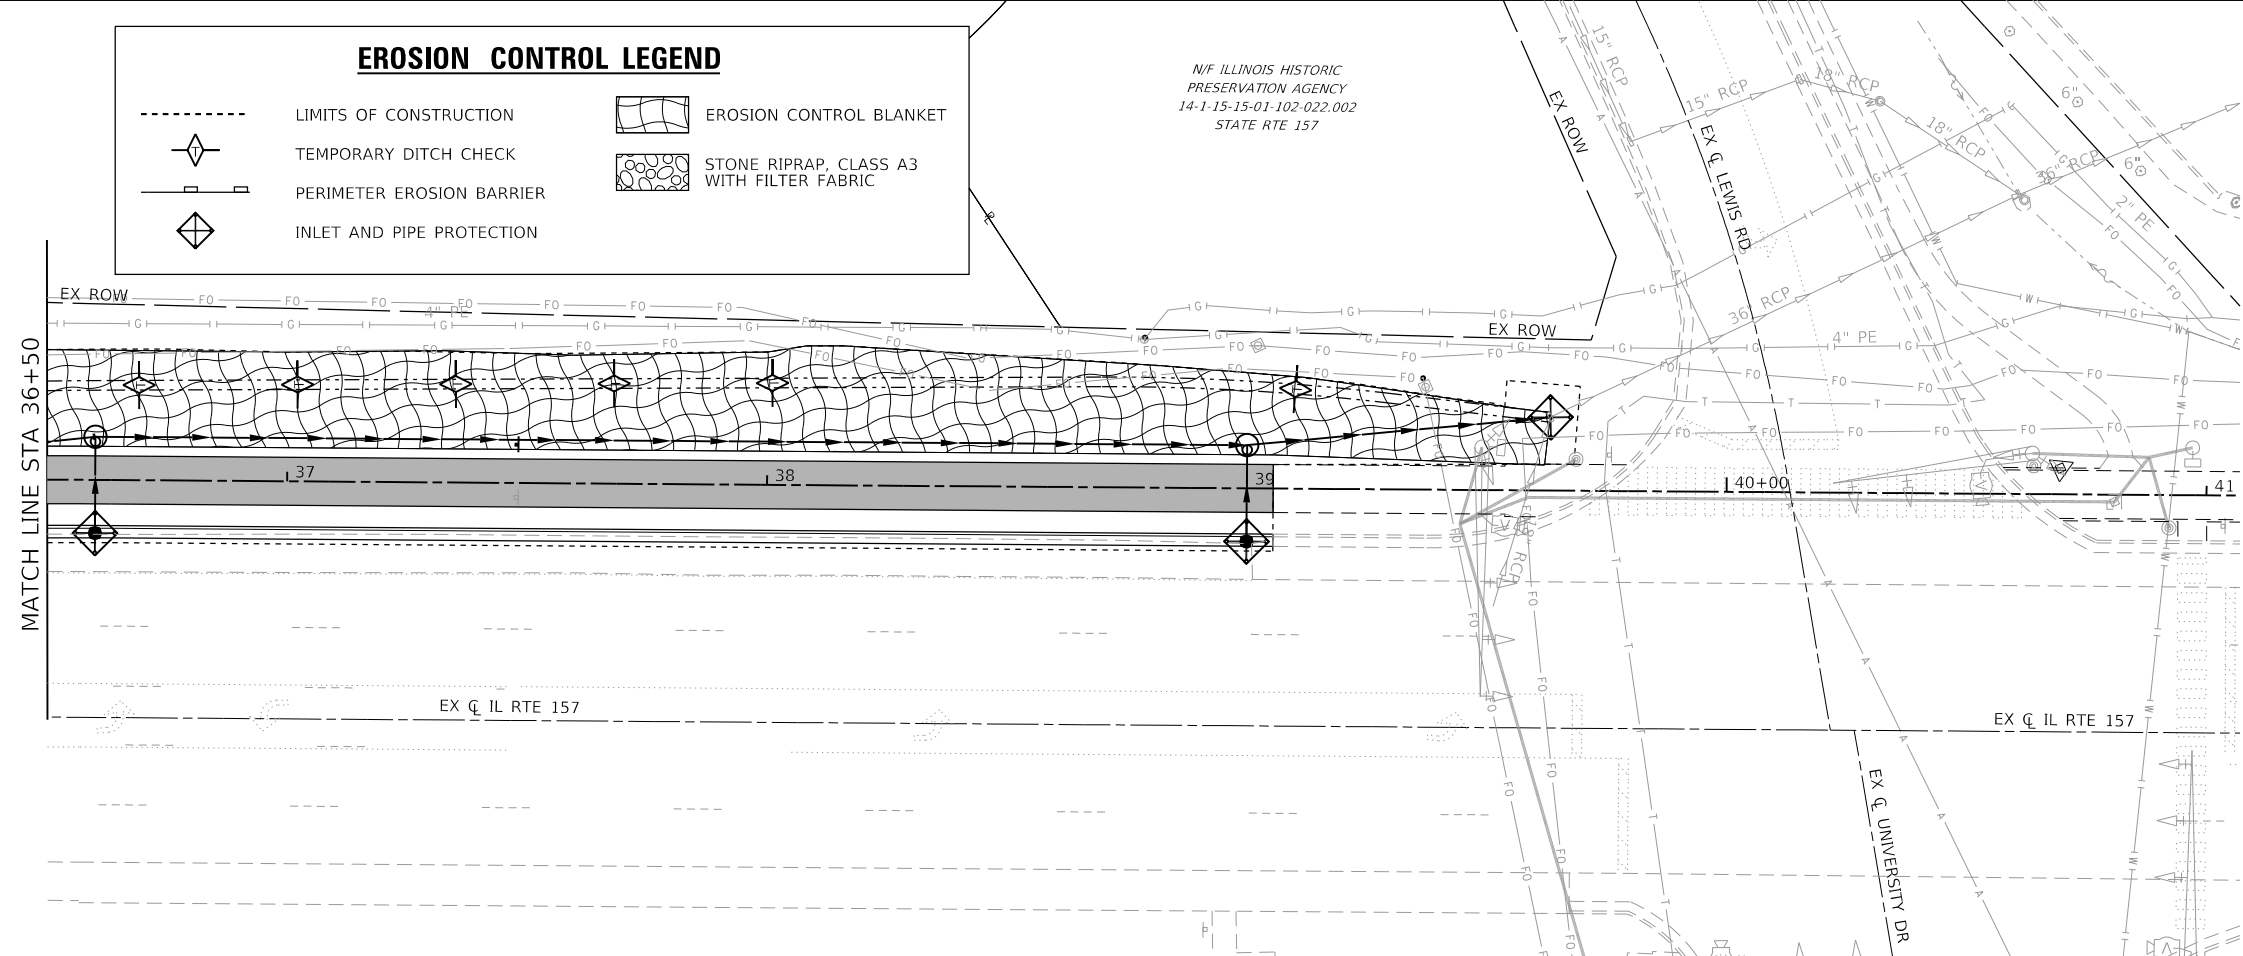 EROSION CONTROL LEGEND
LIMITS OF CONSTRUCTION
T
TEMPORARY DITCH CHECK
PERIMETER EROSION BARRIER
INLET AND PIPE PROTECTION
EROSION CONTROL BLANKET
STONE RIPRAP, CLASS A3
WITH FILTER FABRIC
N/F ILLINOIS HISTORIC
PRESERVATION AGENCY
14-1-15-15-01-102-022.002
STATE RTE 157
EX ROW
EX ℄ LEWIS RD
15" RCP
15" RCP
18" RCP
18" RCP
36" RCP
36" RCP
6"
6"
2" PE
EX ROW
4" PE
EX ROW
4" PE
MATCH LINE STA 36+50
37
38
39
40+00
41
RCP
EX ℄ IL RTE 157
EX ℄ IL RTE 157
EX ℄ UNIVERSITY DR